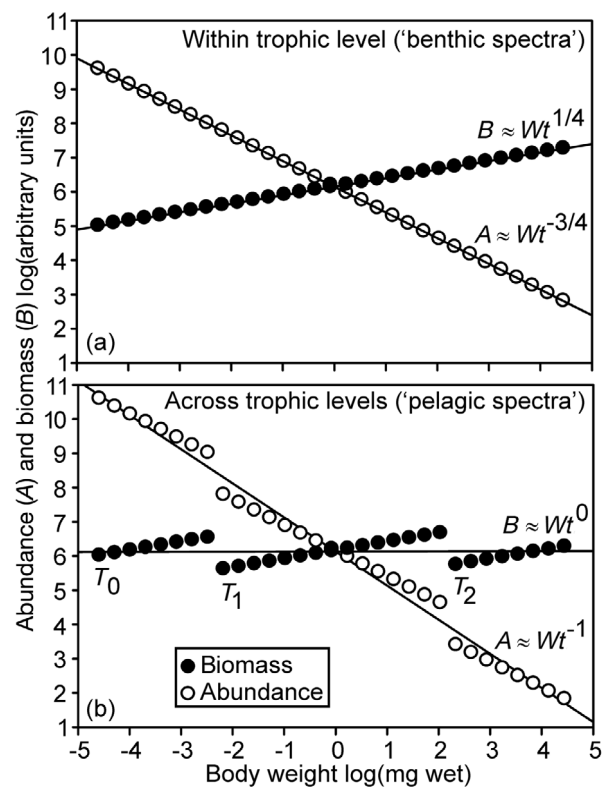 Abundance (A) and biomass (B) log(arbitrary units)
11
10
9
8
7
6
5
4
3
2
1
Within trophic level (‘benthic spectra’)
B ≈ Wt^1/4
A ≈ Wt^-3/4
(a)
11
10
9
8
7
6
5
4
3
2
1
Across trophic levels (‘pelagic spectra’)
B ≈ Wt^0
T0
T1
T2
A ≈ Wt^-1
Biomass
Abundance
(b)
-5 -4 -3 -2 -1 0 1 2 3 4 5
Body weight log(mg wet)